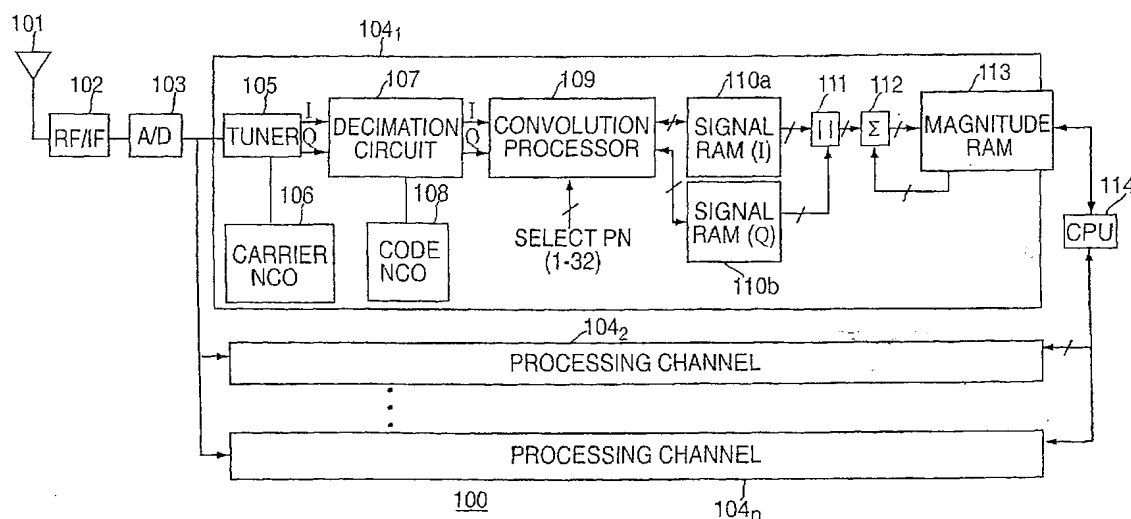 101
102
RF/IF
103
A/D
104₁
105
TUNER
I
Q
106
CARRIER
NCO
107
DECIMATION
CIRCUIT
108
CODE
NCO
I
Q
109
CONVOLUTION
PROCESSOR
SELECT PN
(1-32)
110a
SIGNAL
RAM (I)
SIGNAL
RAM (Q)
110b
111
| |
112
Σ
113
MAGNITUDE
RAM
114
CPU
104₂
PROCESSING CHANNEL
PROCESSING CHANNEL
104n
100